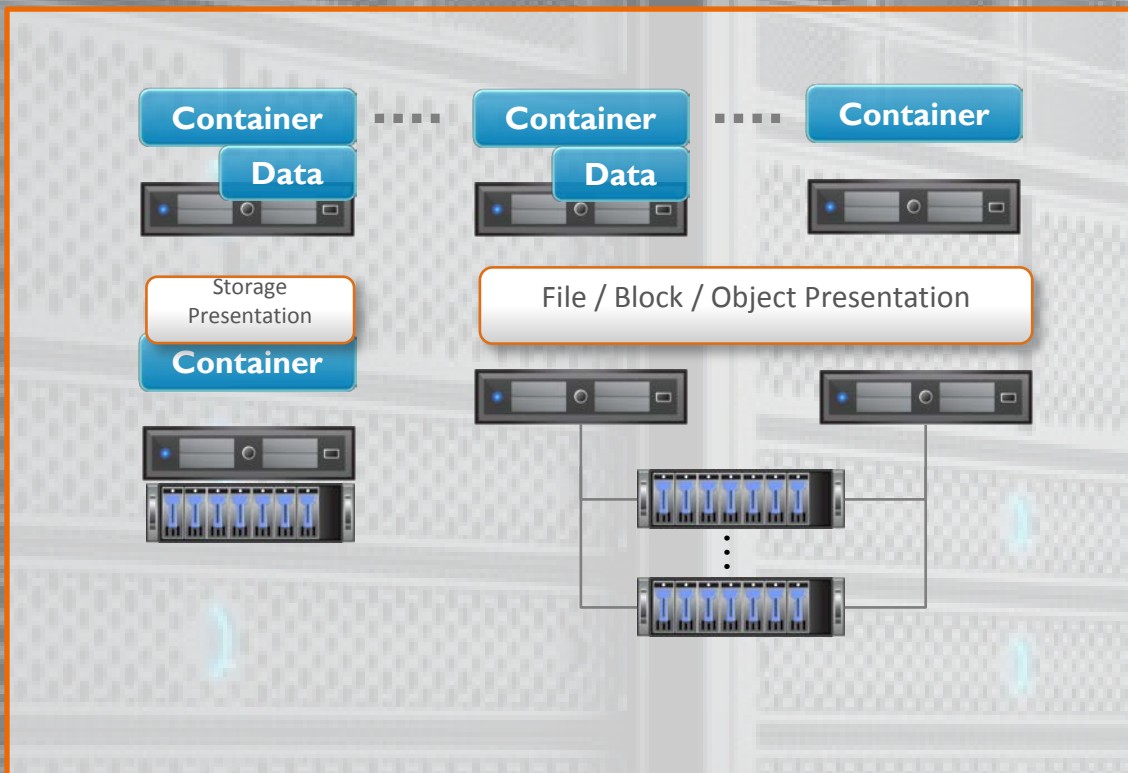 Container
Container
Container
Data
Data
Storage
Presentation
File / Block / Object Presentation
Container